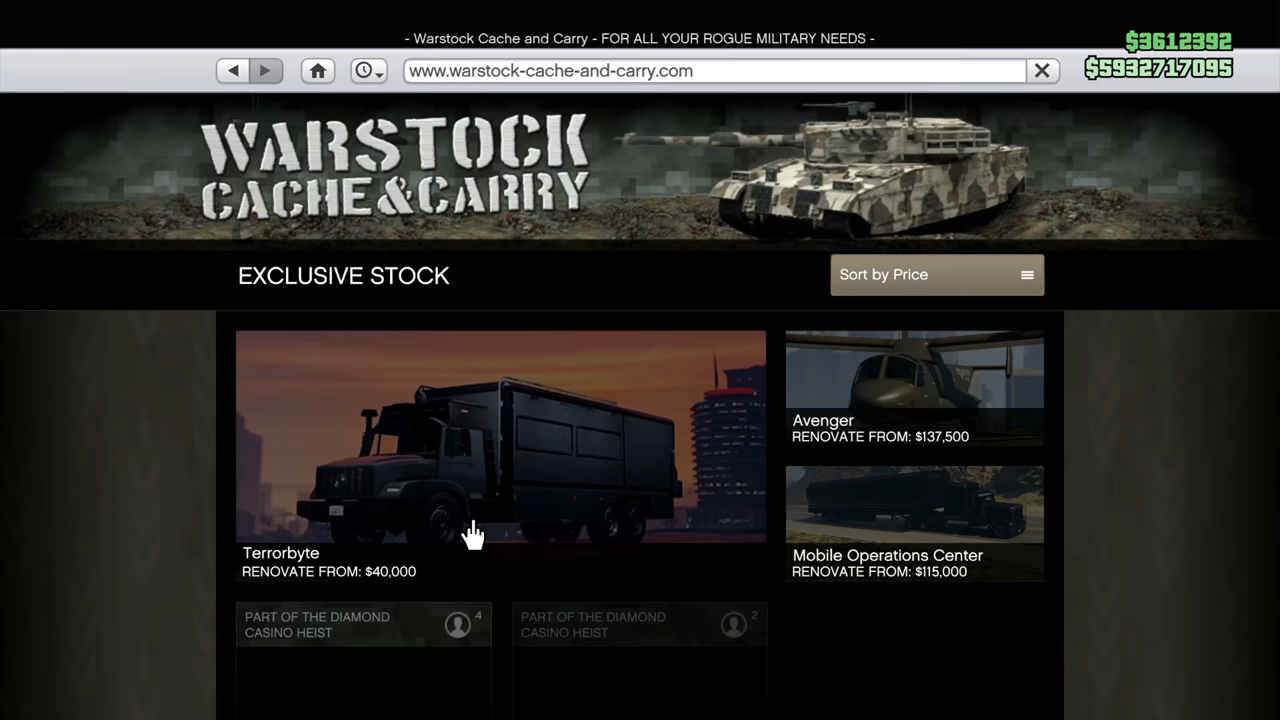 - Warstock Cache and Carry - FOR ALL YOUR ROGUE MILITARY NEEDS -
$3612392
$5932717095
www.warstock-cache-and-carry.com
WARSTOCK
CACHE&CARRY
EXCLUSIVE STOCK
Sort by Price
Terrorbyte
RENOVATE FROM: $40,000
Avenger
RENOVATE FROM: $137,500
Mobile Operations Center
RENOVATE FROM: $115,000
PART OF THE DIAMOND
CASINO HEIST
4
PART OF THE DIAMOND
CASINO HEIST
2